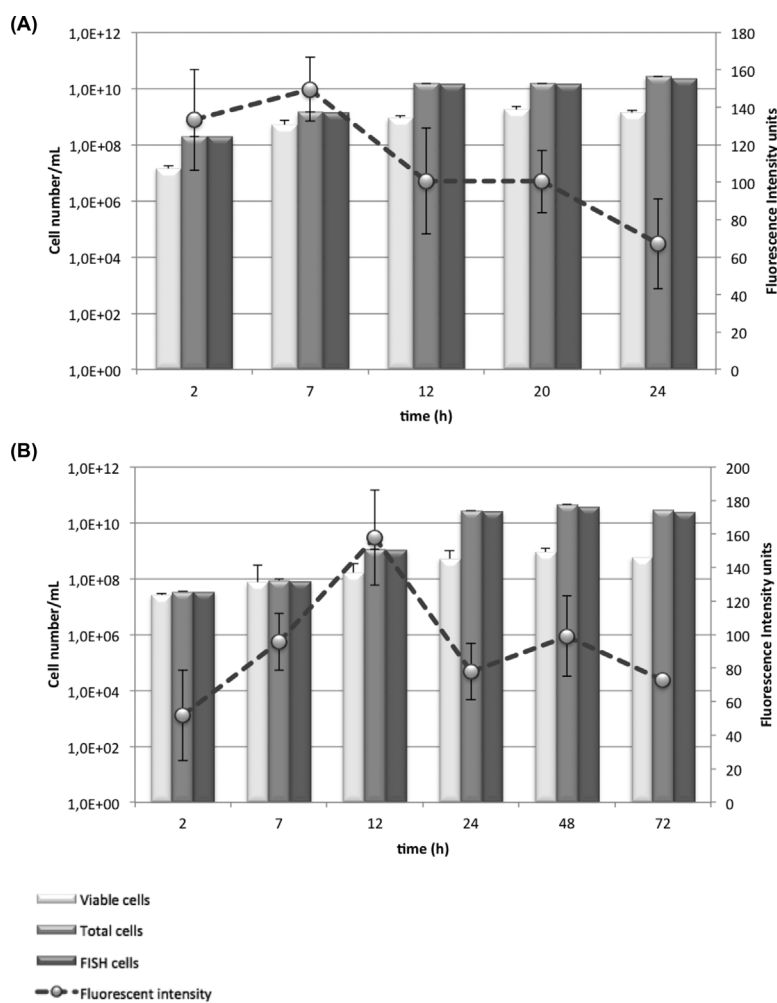 (A)
1,0E+12
1,0E+10
1,0E+08
1,0E+06
1,0E+04
1,0E+02
1,0E+00
Cell number/mL
180
160
140
120
100
80
60
40
20
0
Fluorescence Intensity units
2 7 12 20 24
time (h)
(B)
1,0E+12
1,0E+10
1,0E+08
1,0E+06
1,0E+04
1,0E+02
1,0E+00
Cell number/mL
200
180
160
140
120
100
80
60
40
20
0
Fluorescence Intensity units
2 7 12 24 48 72
time (h)
Viable cells
Total cells
FISH cells
Fluorescent intensity